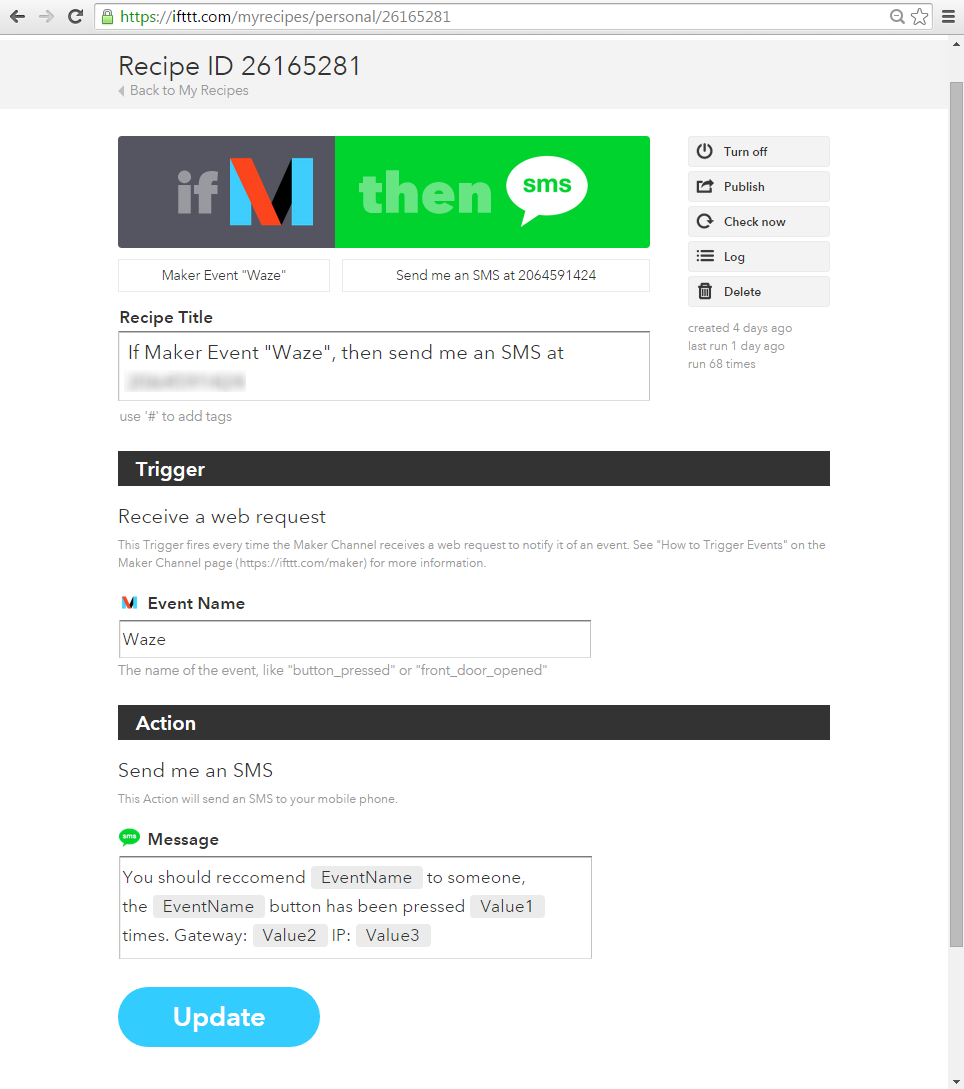 https://ifttt.com/myrecipes/personal/26165281
Recipe ID 26165281
Back to My Recipes
if
then
sms
Maker Event "Waze"
Send me an SMS at 2064591424
Turn off
Publish
Check now
Log
Delete
created 4 days ago
last run 1 day ago
run 68 times
Recipe Title
If Maker Event "Waze", then send me an SMS at
use '#' to add tags
Trigger
Receive a web request
This Trigger fires every time the Maker Channel receives a web request to notify it of an event. See "How to Trigger Events" on the
Maker Channel page (https://ifttt.com/maker) for more information.
Event Name
Waze
The name of the event, like "button_pressed" or "front_door_opened"
Action
Send me an SMS
This Action will send an SMS to your mobile phone.
sms Message
You should reccomend EventName to someone,
the EventName button has been pressed Value1
times. Gateway: Value2 IP: Value3
Update